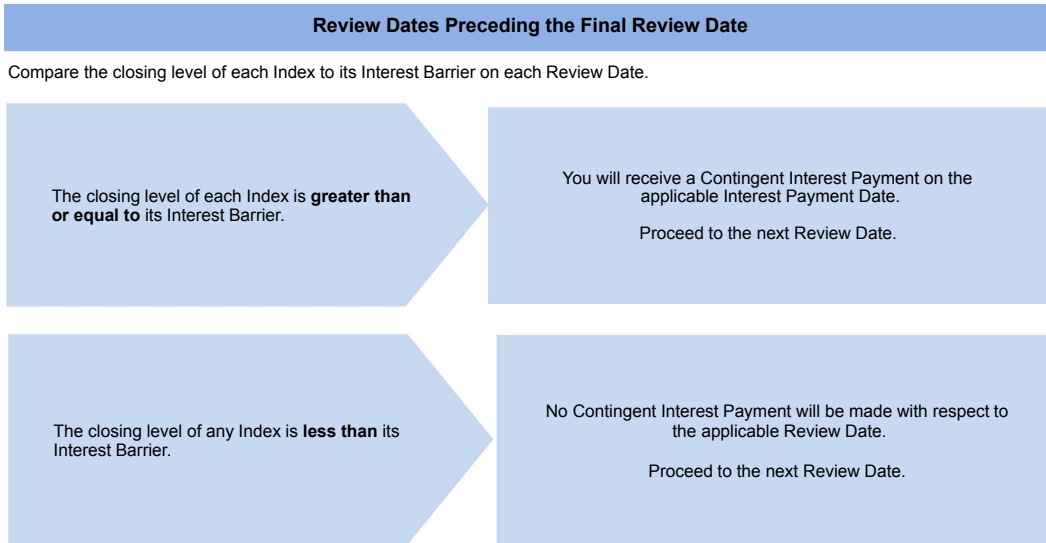 Review Dates Preceding the Final Review Date
Compare the closing level of each Index to its Interest Barrier on each Review Date.
The closing level of each Index is greater than
or equal to its Interest Barrier.
You will receive a Contingent Interest Payment on the
applicable Interest Payment Date.
Proceed to the next Review Date.
The closing level of any Index is less than its
Interest Barrier.
No Contingent Interest Payment will be made with respect to
the applicable Review Date.
Proceed to the next Review Date.